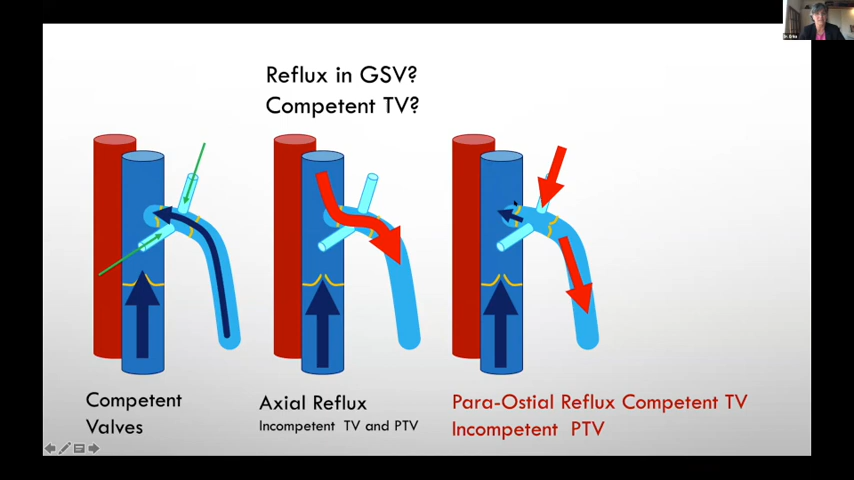 Reflux in GSV?
Competent TV?
Competent
Valves
Axial Reflux
Incompetent TV and PTV
Para-Ostial Reflux Competent TV
Incompetent PTV